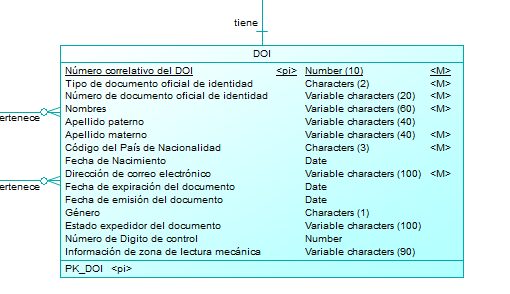 tiene
DOI
Número correlativo del DOI <pi> Number (10) <M>
Tipo de documento oficial de identidad Characters (2) <M>
Número de documento oficial de identidad Variable characters (20) <M>
Nombres Variable characters (60) <M>
Apellido paterno Variable characters (40)
Apellido materno Variable characters (40) <M>
Código del País de Nacionalidad Characters (3) <M>
Fecha de Nacimiento Date
Dirección de correo electrónico Variable characters (100) <M>
Fecha de expiración del documento Date
Fecha de emisión del documento Date
Género Characters (1)
Estado expedidor del documento Variable characters (100)
Número de Digito de control Number
Información de zona de lectura mecánica Variable characters (90)
PK_DOI <pi>
ertenece
ertenece